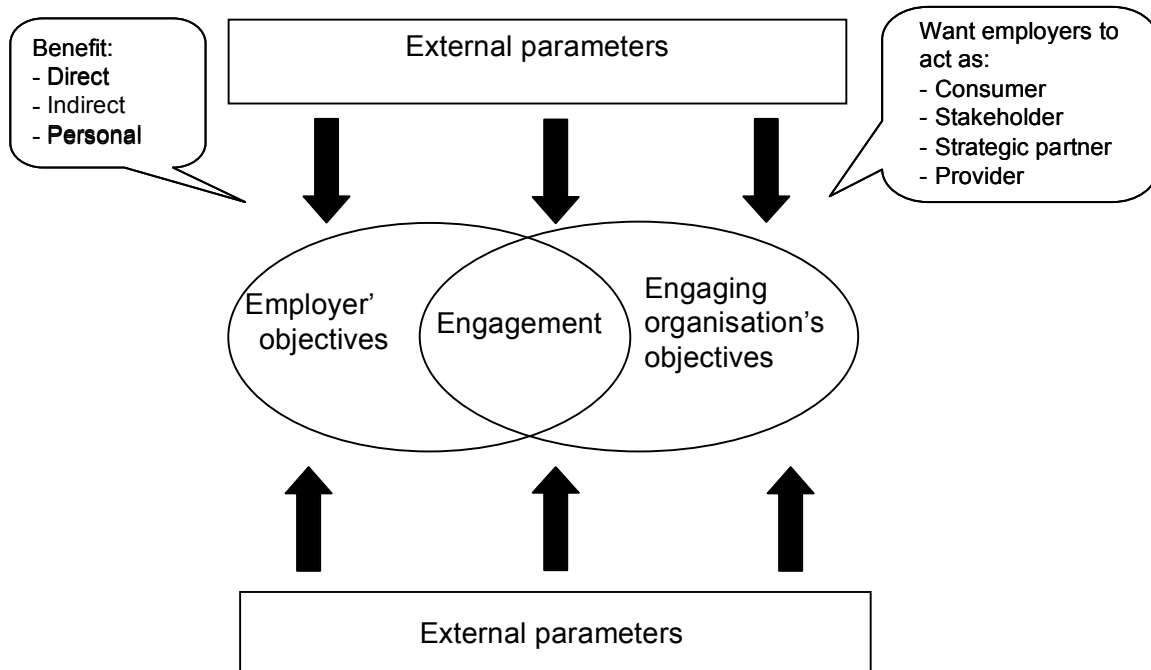 Benefit:
- Direct
- Indirect
- Personal
External parameters
Want employers to
act as:
- Consumer
- Stakeholder
- Strategic partner
- Provider
Employer'
objectives
Engagement
Engaging
organisation's
objectives
External parameters